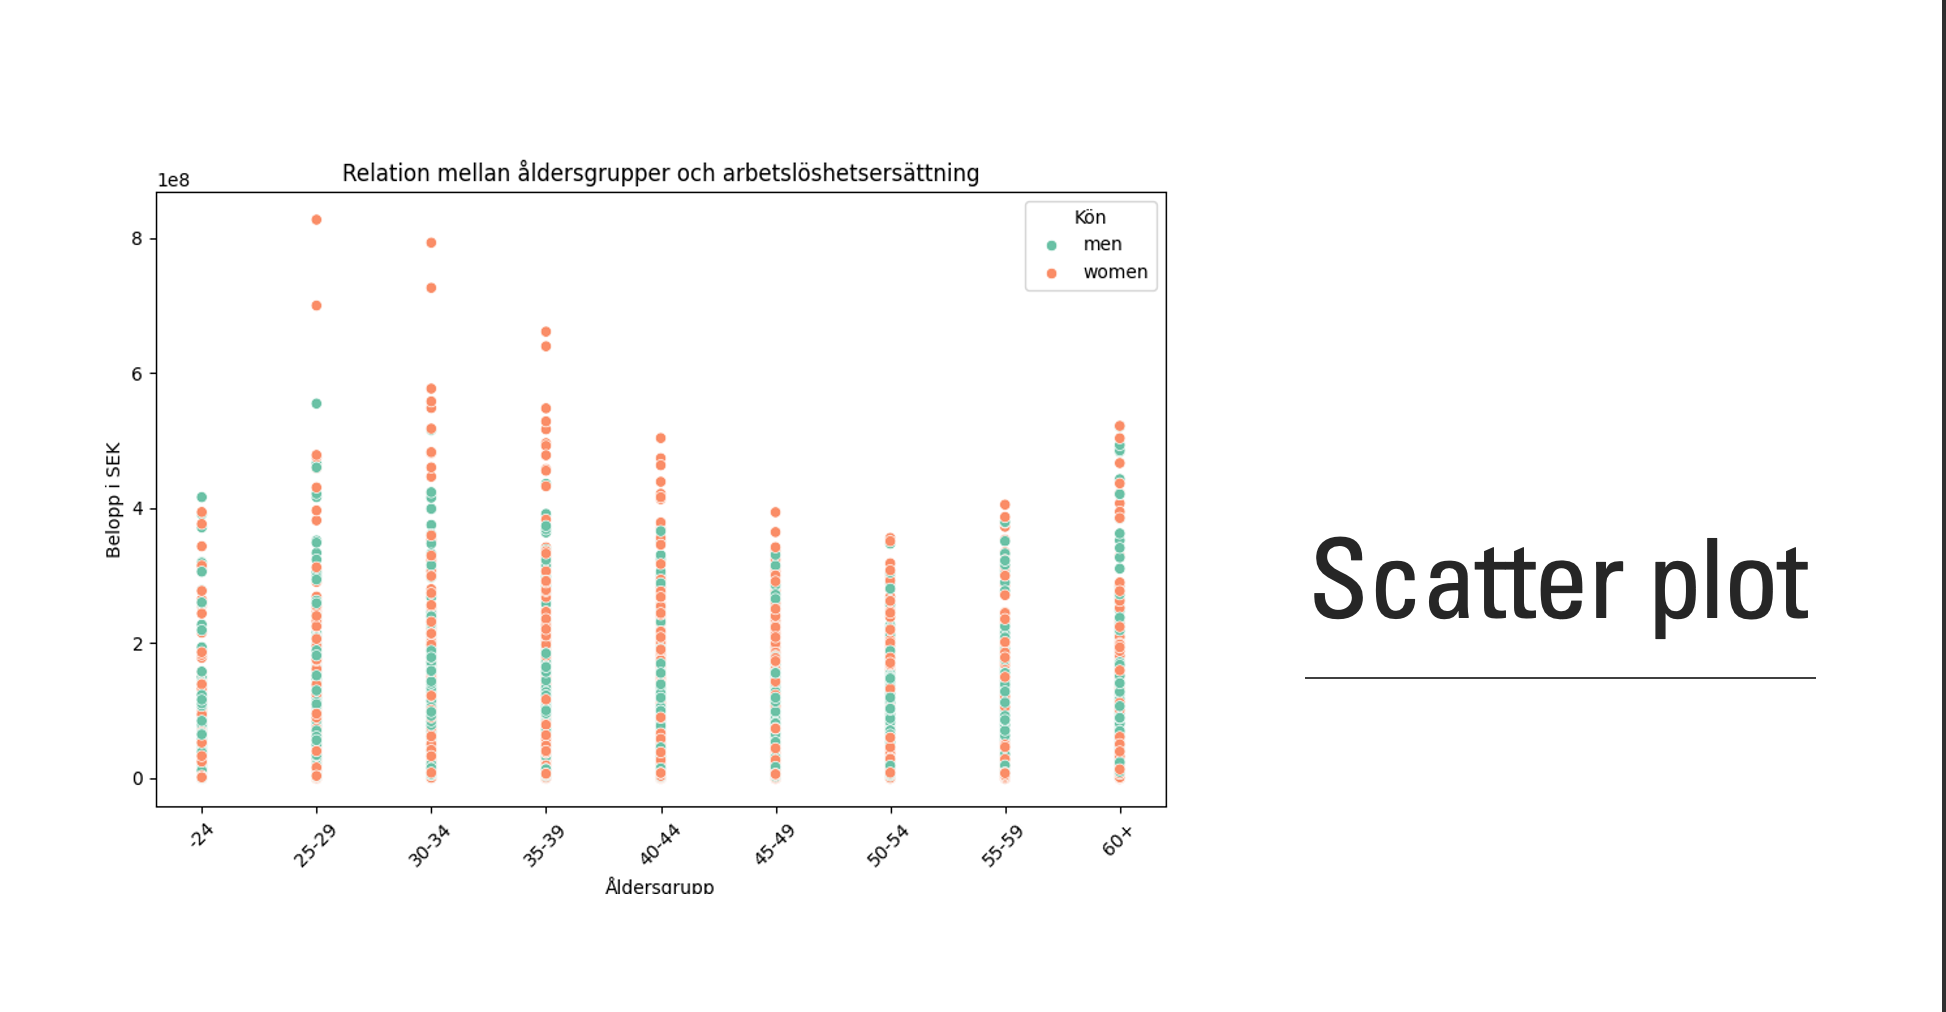 Relation mellan åldersgrupper och arbetslöshetsersättning
1e8
Kön
men
women
8
6
4
2
0
Belopp i SEK
-24
25-29
30-34
35-39
40-44
45-49
50-54
55-59
60+
Åldersgrupp
Scatter plot